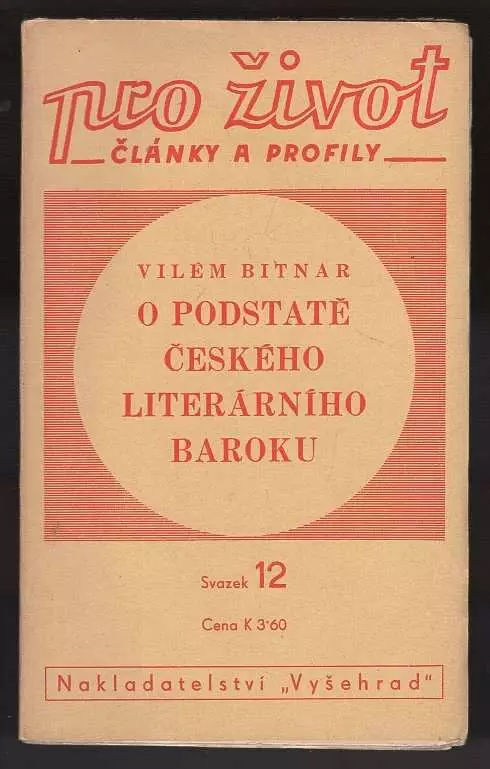 pro život
ČLÁNKY A PROFILY
VILÉM BITNAR
O PODSTATĚ
ČESKÉHO
LITERÁRNÍHO
BAROKU
Svazek 12
Cena K 3·60
Nakladatelství „Vyšehrad"